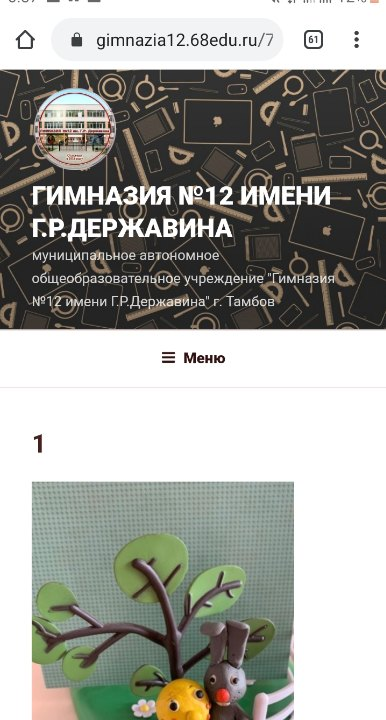 gimnazia12.68edu.ru/7
61
ГИМНАЗИЯ №12 ИМЕНИ
Г.Р.ДЕРЖАВИНА
муниципальное автономное
общеобразовательное учреждение "Гимназия
№12 имени Г.Р.Державина" г. Тамбов
Меню
1